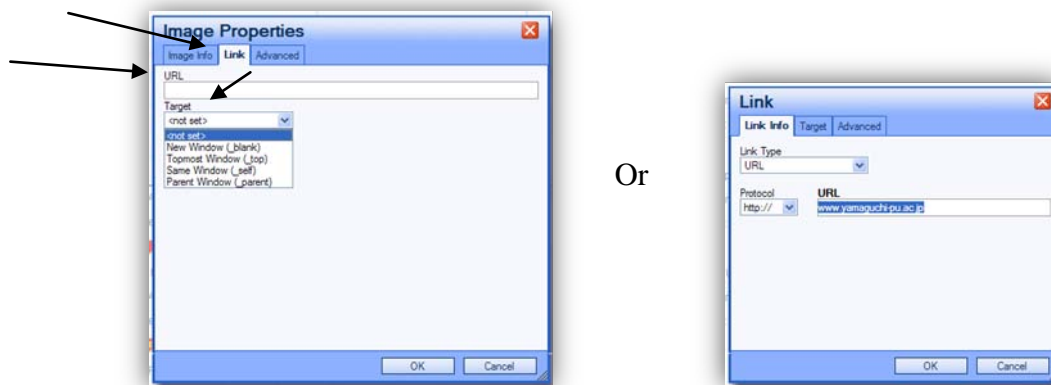 Image Properties
Image Info Link Advanced
URL
Target
<not set>
<not set>
New Window (_blank)
Topmost Window (_top)
Same Window (_self)
Parent Window (_parent)
OK Cancel
Or
Link
Link Info Target Advanced
Link Type
URL
Protocol URL
http:// www.yamaguchi-pu.ac.jp
OK Cancel